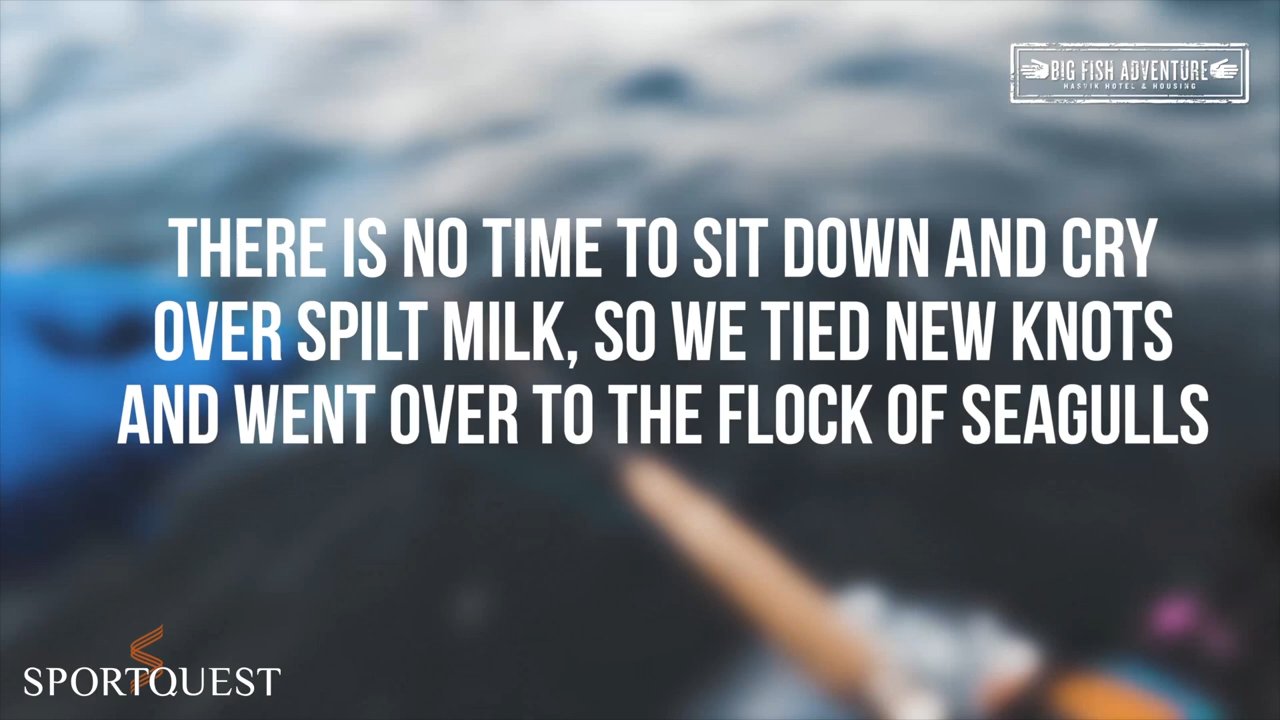 BIG FISH ADVENTURE
HASVIK HOTEL & HOUSING
THERE IS NO TIME TO SIT DOWN AND CRY
OVER SPILT MILK, SO WE TIED NEW KNOTS
AND WENT OVER TO THE FLOCK OF SEAGULLS
SPORTQUEST